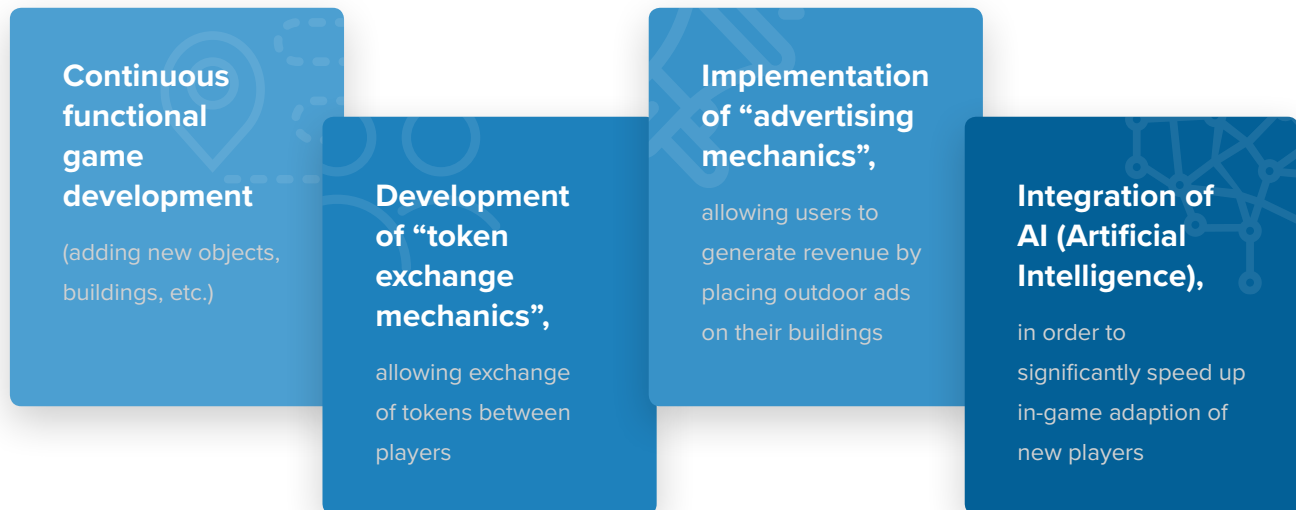 Continuous
functional
game
development
(adding new objects,
buildings, etc.)
Development
of “token
exchange
mechanics”,
allowing exchange
of tokens between
players
Implementation
of “advertising
mechanics”,
allowing users to
generate revenue by
placing outdoor ads
on their buildings
Integration of
AI (Artificial
Intelligence),
in order to
significantly speed up
in-game adaption of
new players